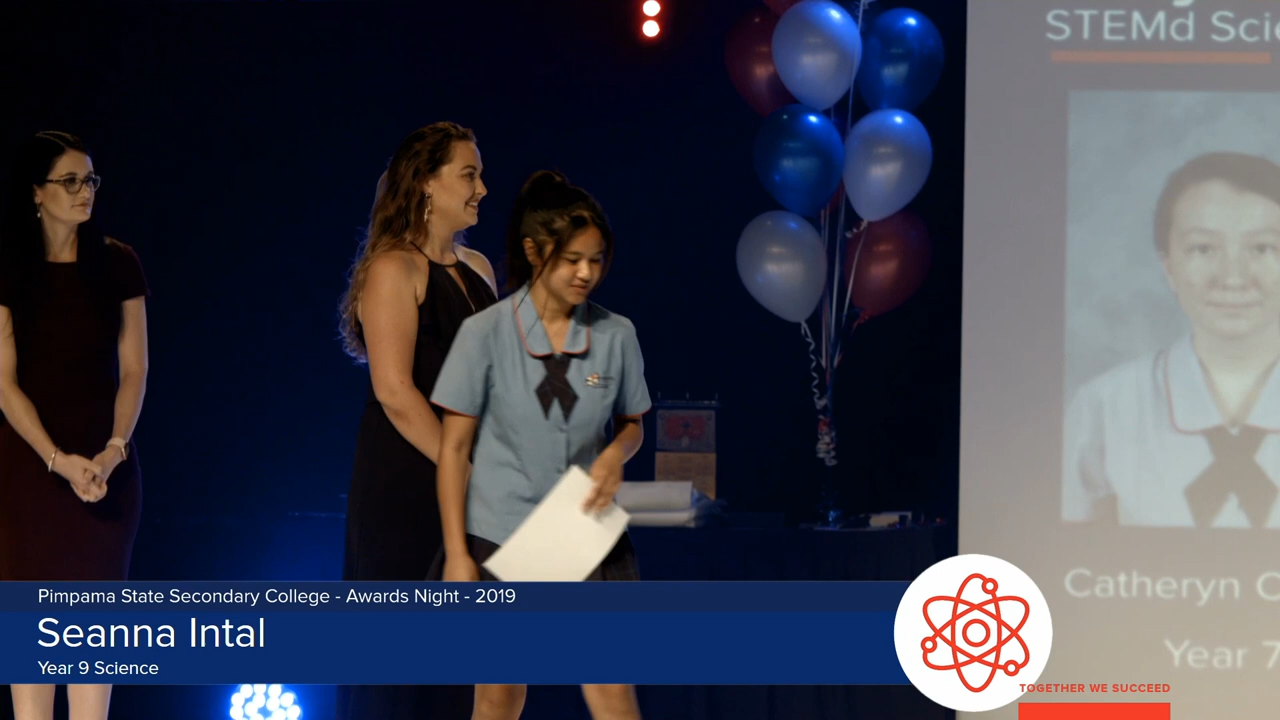 STEMd
Catheryn
Year 7
Pimpama State Secondary College - Awards Night - 2019
Seanna Intal
Year 9 Science
TOGETHER WE SUCCEED